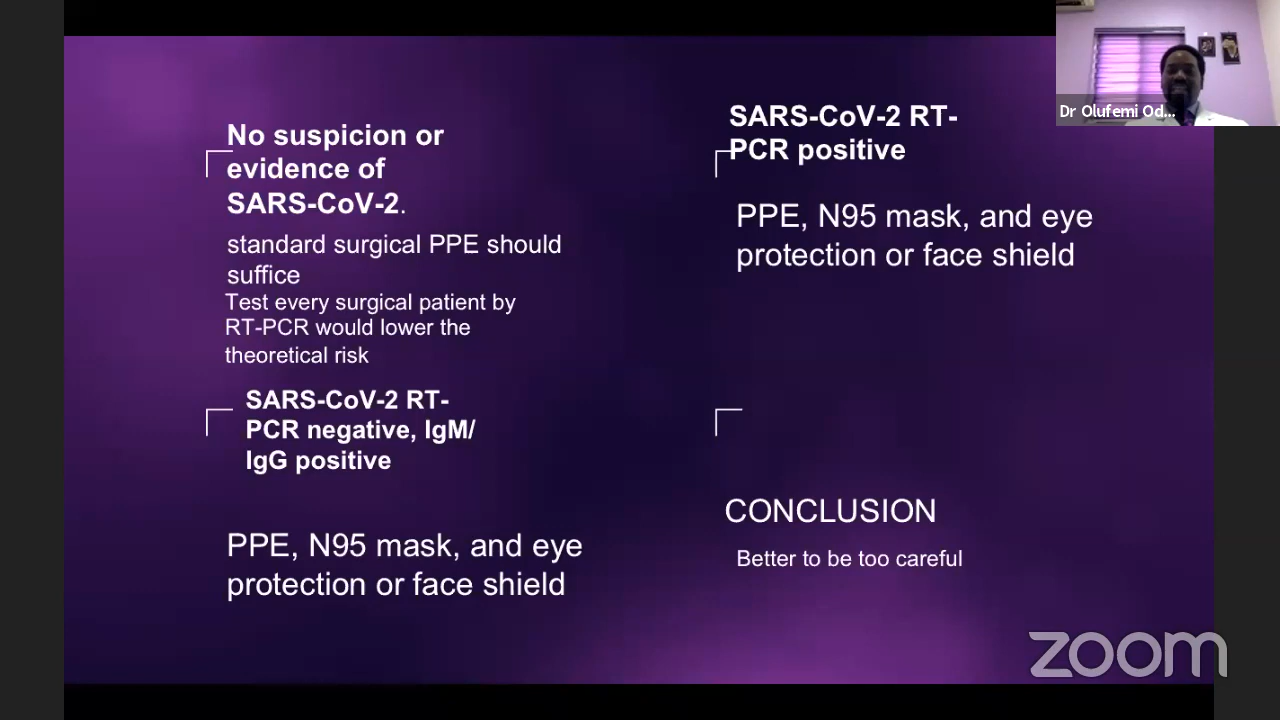 No suspicion or
evidence of
SARS-CoV-2.
standard surgical PPE should
suffice
Test every surgical patient by
RT-PCR would lower the
theoretical risk
SARS-CoV-2 RT-
PCR positive
PPE, N95 mask, and eye
protection or face shield
SARS-CoV-2 RT-
PCR negative, IgM/
IgG positive
PPE, N95 mask, and eye
protection or face shield
CONCLUSION
Better to be too careful
Dr Olufemi Od...
zoom